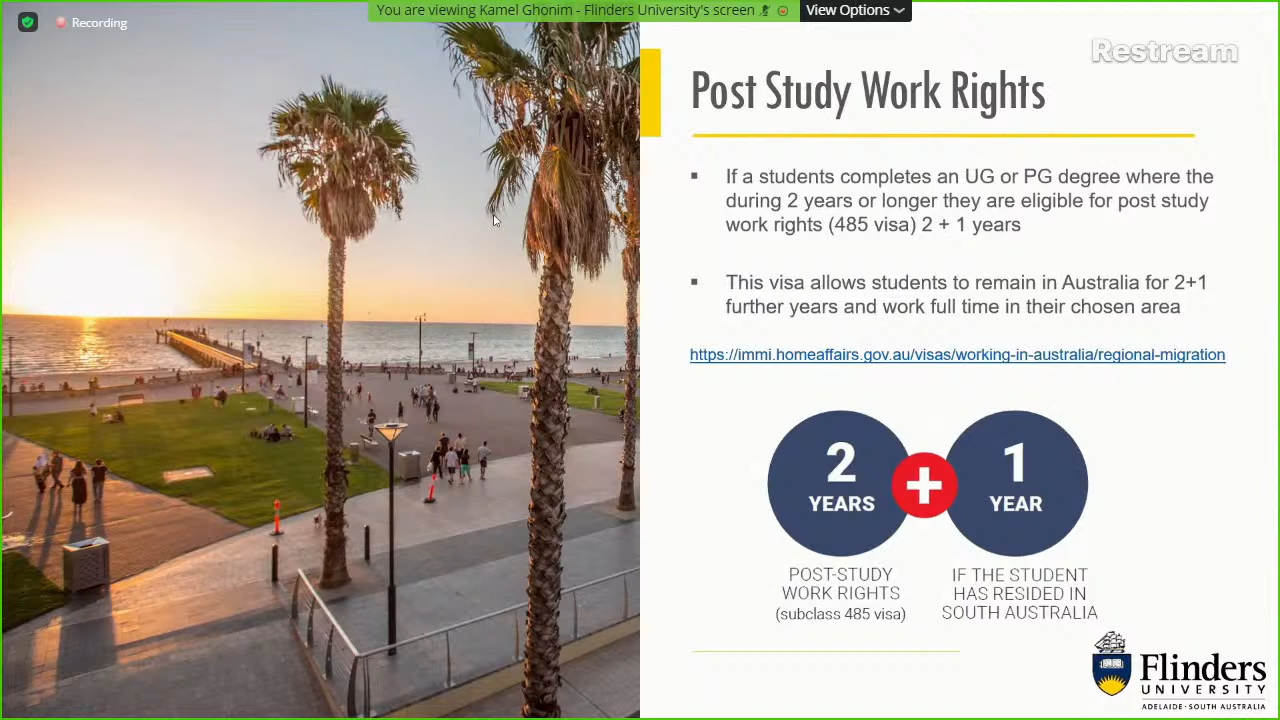 You are viewing Kamel Ghonim - Flinders University's screen
View Options
Recording
Restream
Post Study Work Rights
▪ If a students completes an UG or PG degree where the
during 2 years or longer they are eligible for post study
work rights (485 visa) 2 + 1 years
▪ This visa allows students to remain in Australia for 2+1
further years and work full time in their chosen area
https://immi.homeaffairs.gov.au/visas/working-in-australia/regional-migration
2
YEARS
+
1
YEAR
POST-STUDY
WORK RIGHTS
(subclass 485 visa)
IF THE STUDENT
HAS RESIDED IN
SOUTH AUSTRALIA
Flinders
UNIVERSITY
ADELAIDE · SOUTH AUSTRALIA